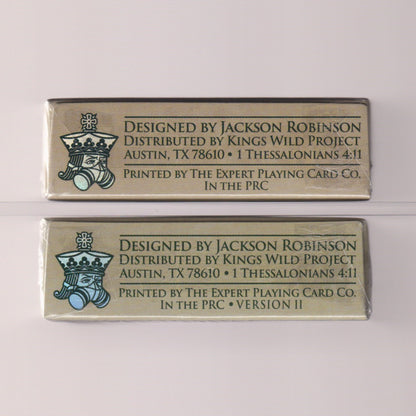 DESIGNED BY JACKSON ROBINSON
DISTRIBUTED BY KINGS WILD PROJECT
AUSTIN, TX 78610 • 1 THESSALONIANS 4:11
PRINTED BY THE EXPERT PLAYING CARD CO.
IN THE PRC
DESIGNED BY JACKSON ROBINSON
DISTRIBUTED BY KINGS WILD PROJECT
AUSTIN, TX 78610 • 1 THESSALONIANS 4:11
PRINTED BY THE EXPERT PLAYING CARD CO.
IN THE PRC • VERSION II